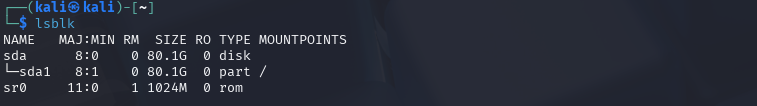 ┌──(kali㉿kali)-[~]
└─$ lsblk
NAME   MAJ:MIN RM  SIZE RO TYPE MOUNTPOINTS
sda      8:0    0 80.1G  0 disk
└─sda1   8:1    0 80.1G  0 part /
sr0     11:0    1 1024M  0 rom